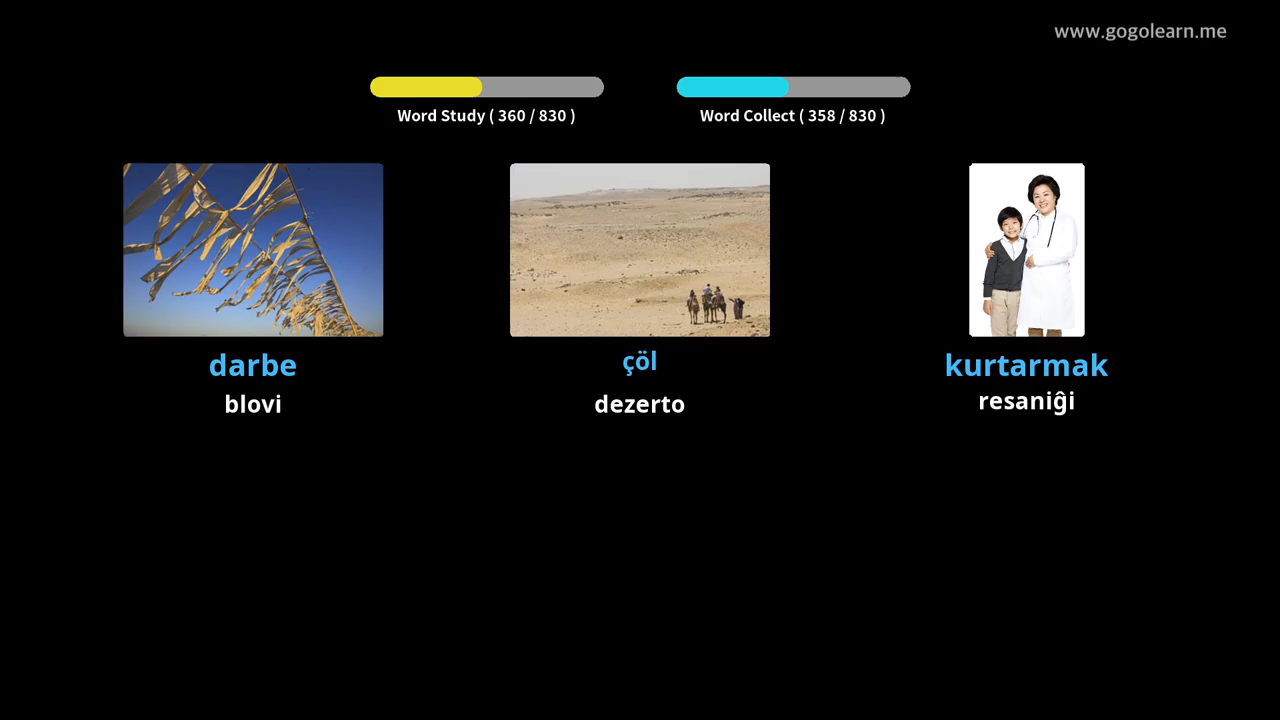 www.gogolearn.me
Word Study ( 360 / 830 )
Word Collect ( 358 / 830 )
darbe
blovi
çöl
dezerto
kurtarmak
resaniĝi